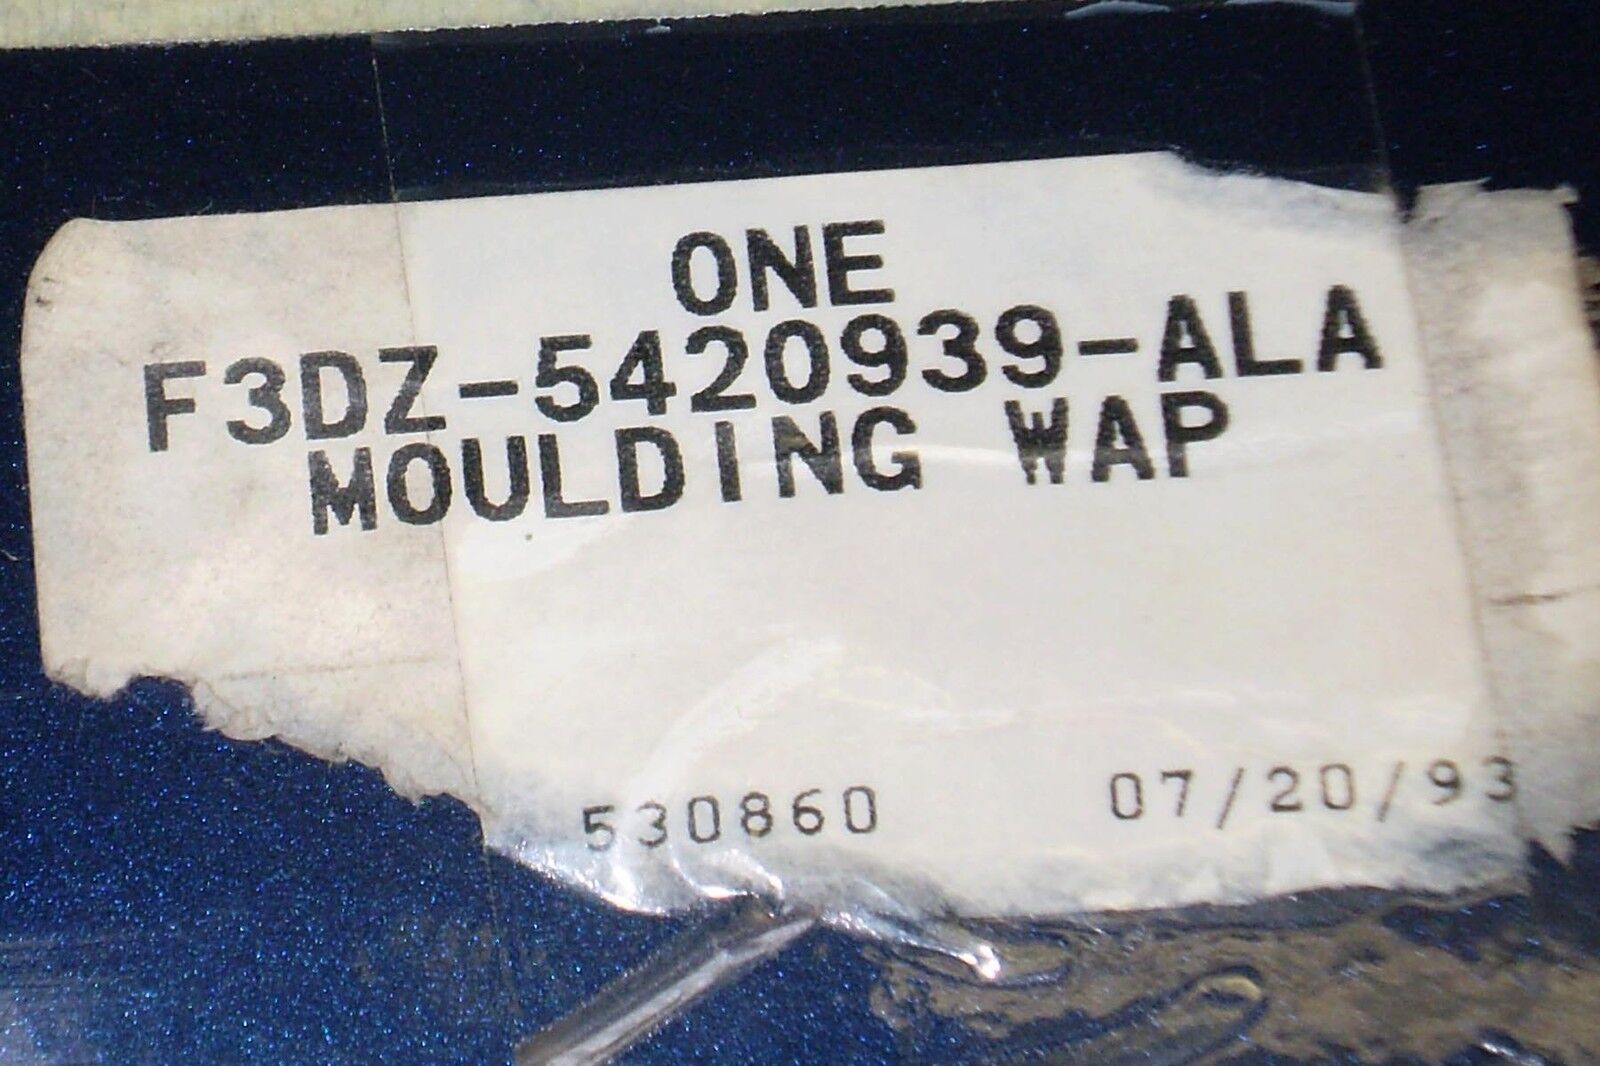 ONE
F3DZ-5420939-ALA
MOULDING WAP
530860 07/20/93